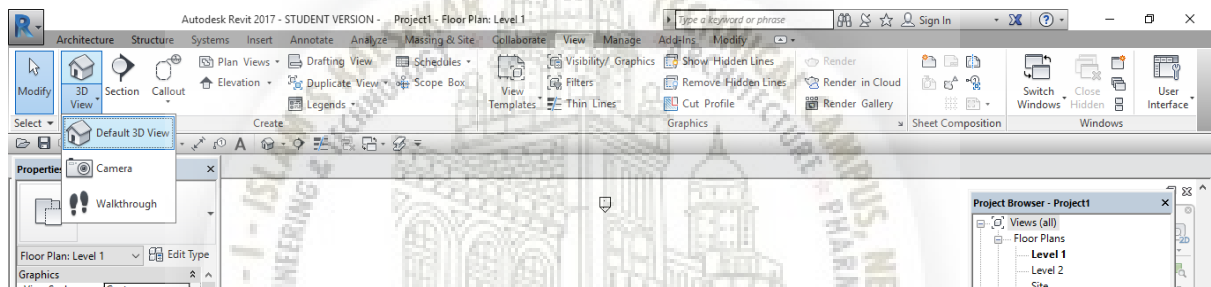 Autodesk Revit 2017 - STUDENT VERSION - Project1 - Floor Plan: Level 1 Type a keyword or phrase Sign In
Architecture Structure Systems Insert Annotate Analyze Massing & Site Collaborate View Manage Add-Ins Modify
Plan Views Drafting View Schedules Visibility/ Graphics Show Hidden Lines Render
Elevation Duplicate View Scope Box Filters Remove Hidden Lines Render in Cloud
Modify 3D View Section Callout Legends View Templates Thin Lines Cut Profile Render Gallery Switch Windows Close Hidden User Interface
Select Create Graphics Sheet Composition Windows
Default 3D View
Camera
Walkthrough
Properties
Floor Plan: Level 1 Edit Type
Graphics
Project Browser - Project1
Views (all)
Floor Plans
Level 1
Level 2
Site